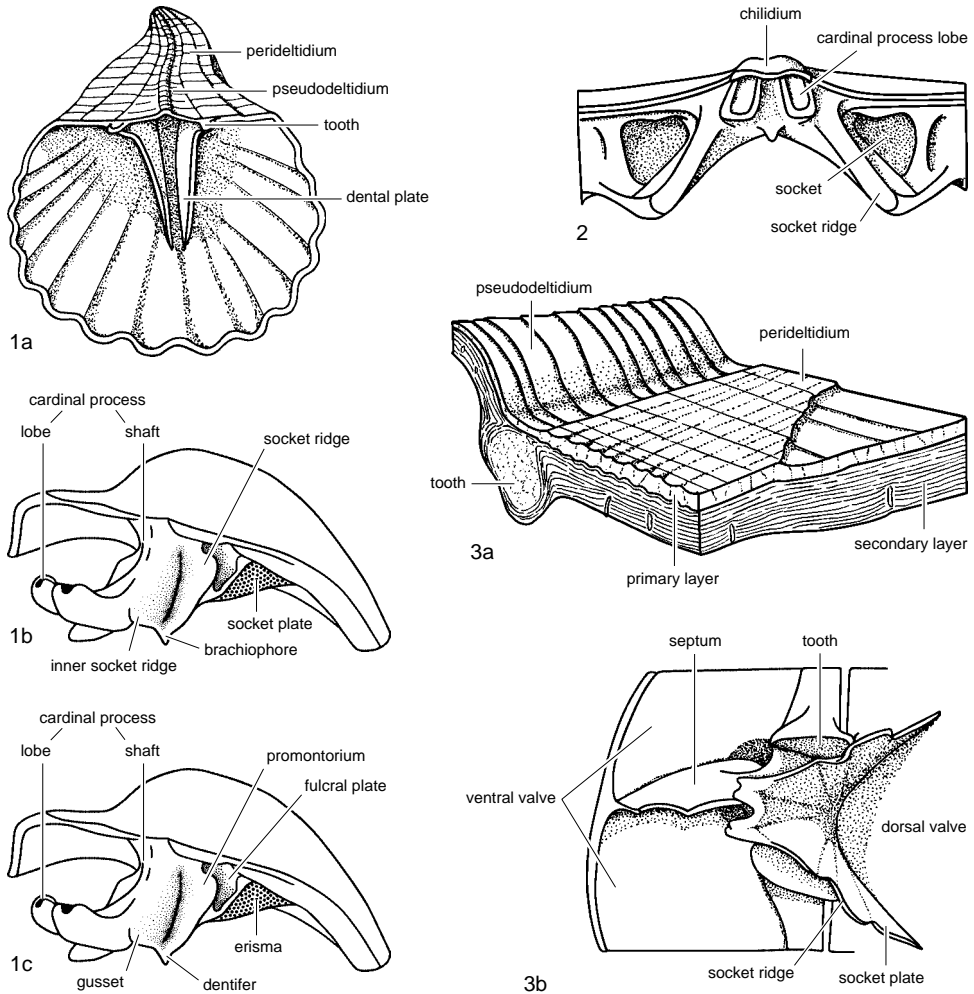 1a
perideltidium
pseudodeltidium
tooth
dental plate
chilidium
cardinal process lobe
socket
socket ridge
2
pseudodeltidium
perideltidium
tooth
secondary layer
primary layer
3a
cardinal process
lobe shaft
socket ridge
socket plate
brachiophore
inner socket ridge
1b
cardinal process
lobe shaft
promontorium
fulcral plate
erisma
gusset dentifer
1c
septum tooth
ventral valve
dorsal valve
socket ridge
socket plate
3b